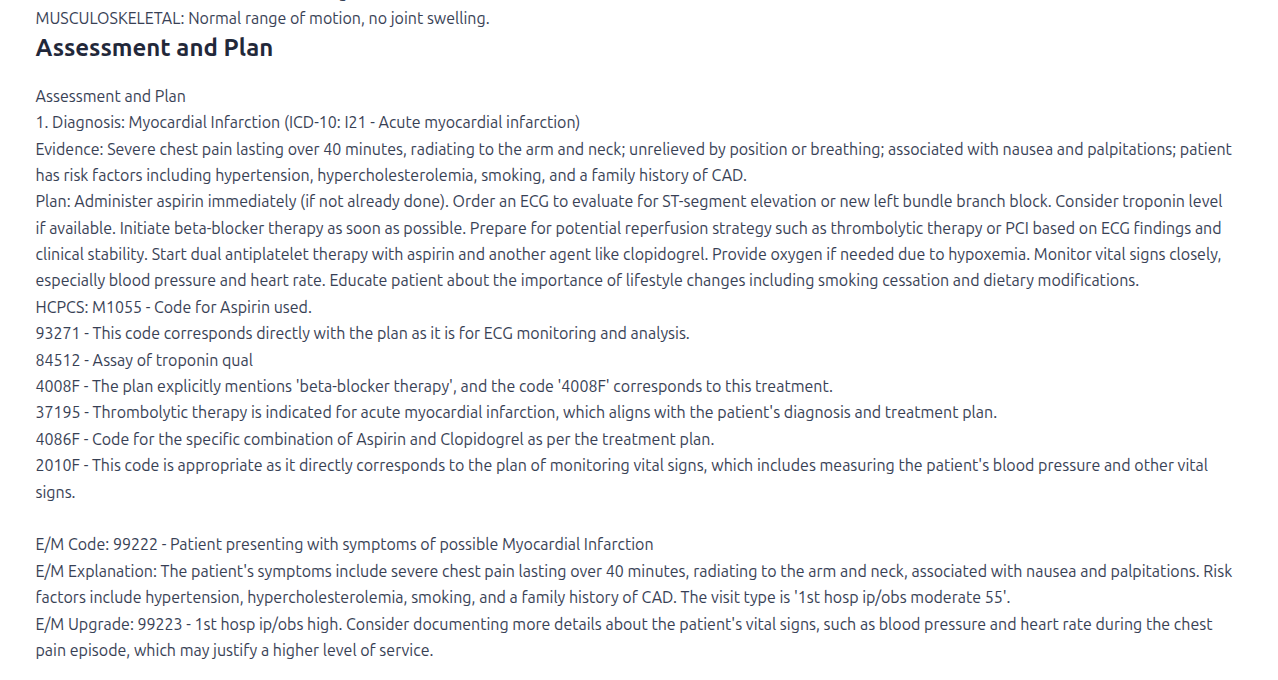 MUSCULOSKELETAL: Normal range of motion, no joint swelling.
Assessment and Plan
Assessment and Plan
1. Diagnosis: Myocardial Infarction (ICD-10: I21 - Acute myocardial infarction)
Evidence: Severe chest pain lasting over 40 minutes, radiating to the arm and neck; unrelieved by position or breathing; associated with nausea and palpitations; patient
has risk factors including hypertension, hypercholesterolemia, smoking, and a family history of CAD.
Plan: Administer aspirin immediately (if not already done). Order an ECG to evaluate for ST-segment elevation or new left bundle branch block. Consider troponin level
if available. Initiate beta-blocker therapy as soon as possible. Prepare for potential reperfusion strategy such as thrombolytic therapy or PCI based on ECG findings and
clinical stability. Start dual antiplatelet therapy with aspirin and another agent like clopidogrel. Provide oxygen if needed due to hypoxemia. Monitor vital signs closely,
especially blood pressure and heart rate. Educate patient about the importance of lifestyle changes including smoking cessation and dietary modifications.
HCPCS: M1055 - Code for Aspirin used.
93271 - This code corresponds directly with the plan as it is for ECG monitoring and analysis.
84512 - Assay of troponin qual
4008F - The plan explicitly mentions 'beta-blocker therapy', and the code '4008F' corresponds to this treatment.
37195 - Thrombolytic therapy is indicated for acute myocardial infarction, which aligns with the patient's diagnosis and treatment plan.
4086F - Code for the specific combination of Aspirin and Clopidogrel as per the treatment plan.
2010F - This code is appropriate as it directly corresponds to the plan of monitoring vital signs, which includes measuring the patient's blood pressure and other vital
signs.
E/M Code: 99222 - Patient presenting with symptoms of possible Myocardial Infarction
E/M Explanation: The patient's symptoms include severe chest pain lasting over 40 minutes, radiating to the arm and neck, associated with nausea and palpitations. Risk
factors include hypertension, hypercholesterolemia, smoking, and a family history of CAD. The visit type is '1st hosp ip/obs moderate 55'.
E/M Upgrade: 99223 - 1st hosp ip/obs high. Consider documenting more details about the patient's vital signs, such as blood pressure and heart rate during the chest
pain episode, which may justify a higher level of service.